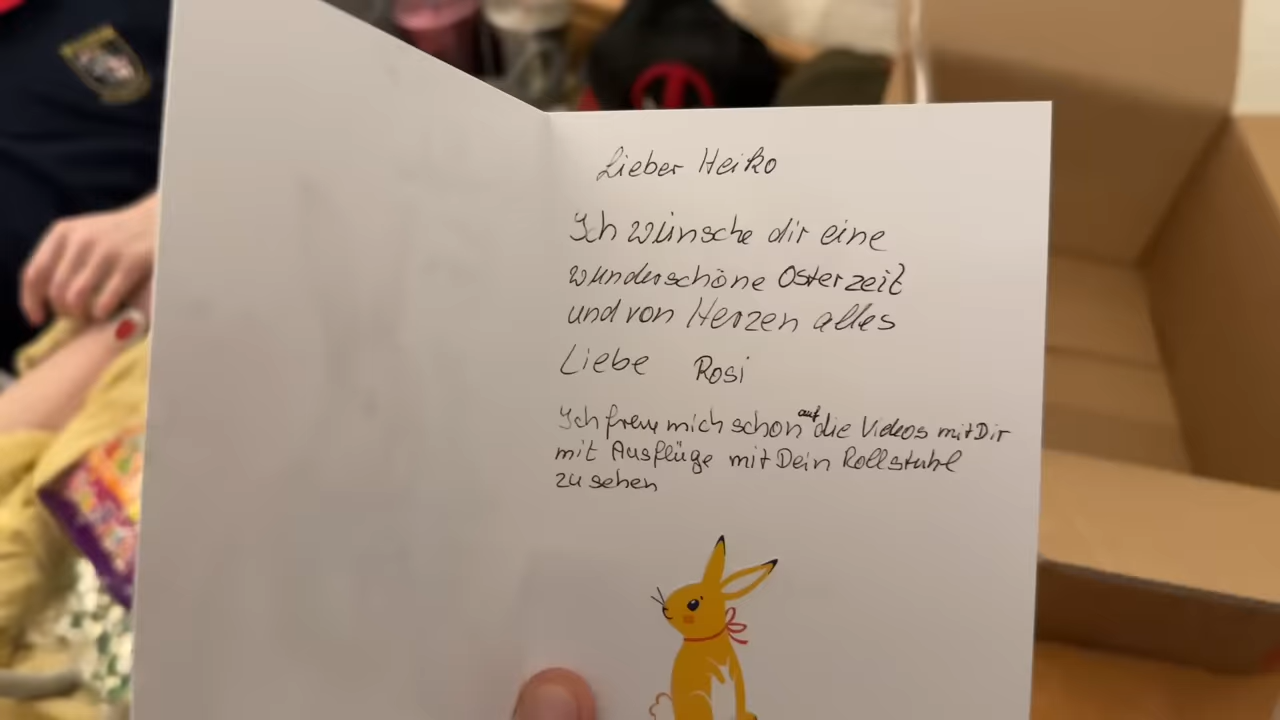 Lieber Heiko
Ich wünsche dir eine
wunderschöne Osterzeit
und von Herzen alles
Liebe Rosi
Ich freue mich schon auf die Videos mit Dir
mit Ausflüge mit Dein Rollstuhl
zu sehen